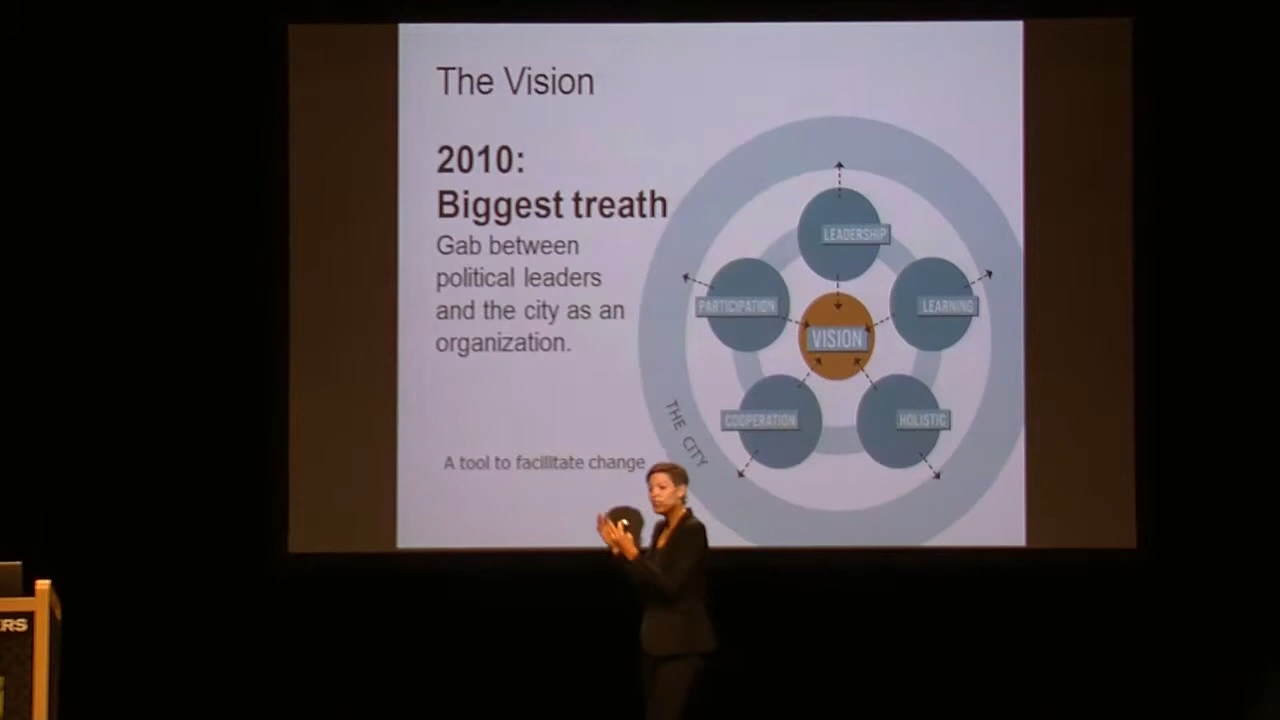 The Vision
2010:
Biggest treath
Gab between
political leaders
and the city as an
organization.
A tool to facilitate change
LEADERSHIP
PARTICIPATION
LEARNING
VISION
COOPERATION
HOLISTIC
THE CITY
ERS